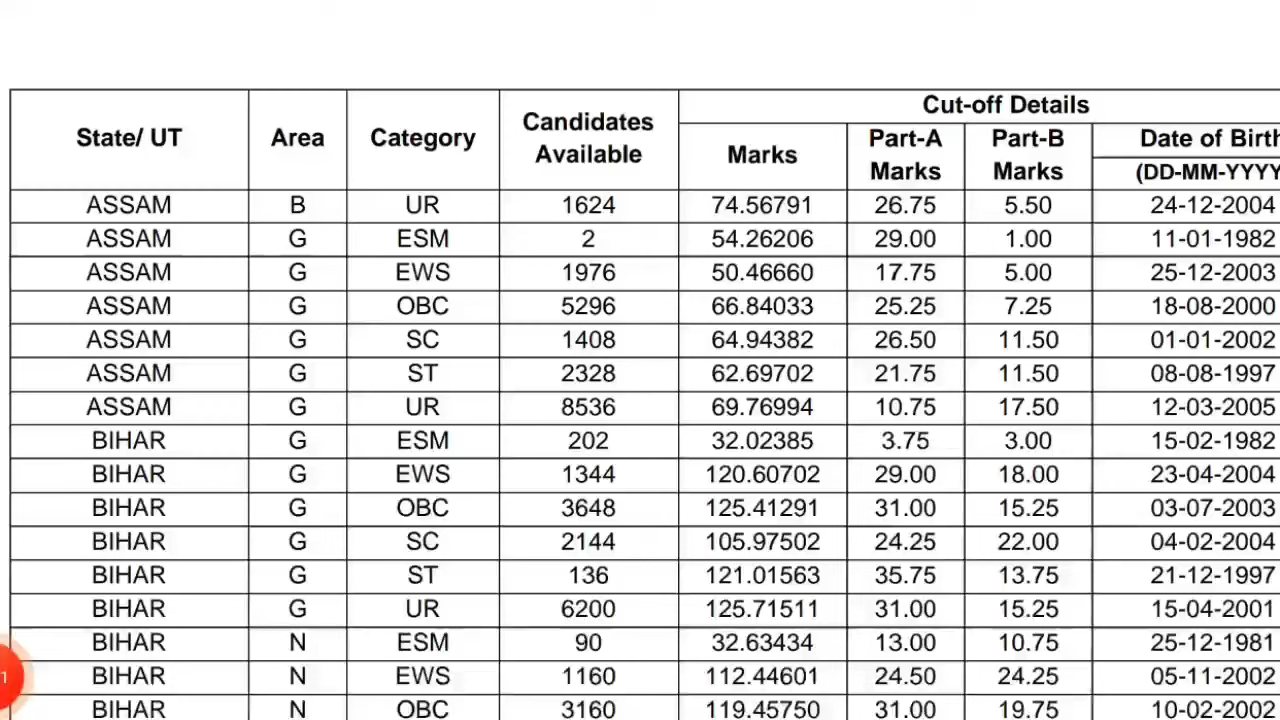 State/ UT Area Category Candidates Available Cut-off Details
Marks Part-A Marks Part-B Marks Date of Birth
(DD-MM-YYYY
ASSAM B UR 1624 74.56791 26.75 5.50 24-12-2004
ASSAM G ESM 2 54.26206 29.00 1.00 11-01-1982
ASSAM G EWS 1976 50.46660 17.75 5.00 25-12-2003
ASSAM G OBC 5296 66.84033 25.25 7.25 18-08-2000
ASSAM G SC 1408 64.94382 26.50 11.50 01-01-2002
ASSAM G ST 2328 62.69702 21.75 11.50 08-08-1997
ASSAM G UR 8536 69.76994 10.75 17.50 12-03-2005
BIHAR G ESM 202 32.02385 3.75 3.00 15-02-1982
BIHAR G EWS 1344 120.60702 29.00 18.00 23-04-2004
BIHAR G OBC 3648 125.41291 31.00 15.25 03-07-2003
BIHAR G SC 2144 105.97502 24.25 22.00 04-02-2004
BIHAR G ST 136 121.01563 35.75 13.75 21-12-1997
BIHAR G UR 6200 125.71511 31.00 15.25 15-04-2001
BIHAR N ESM 90 32.63434 13.00 10.75 25-12-1981
1
BIHAR N EWS 1160 112.44601 24.50 24.25 05-11-2002
BIHAR N OBC 3160 119.45750 31.00 19.75 10-02-2002